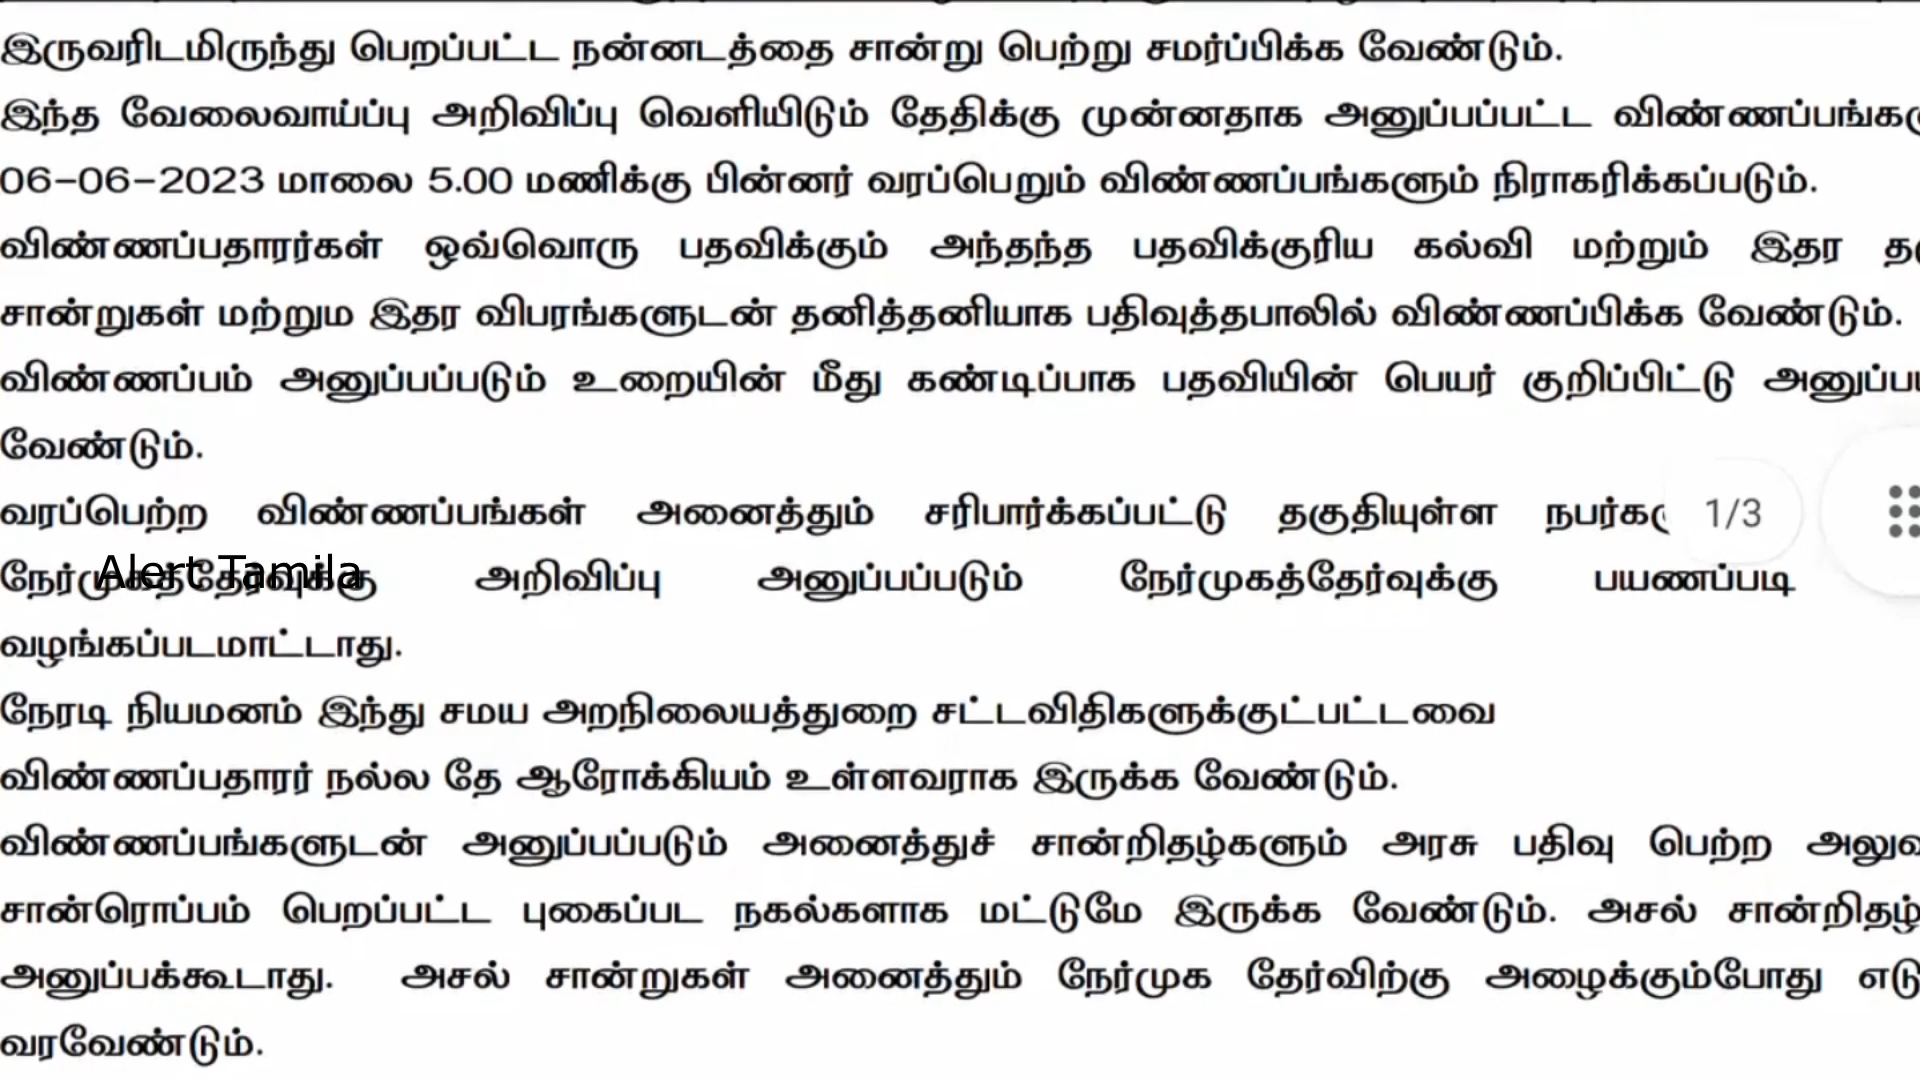 இருவரிடமிருந்து பெறப்பட்ட நன்னடத்தை சான்று பெற்று சமர்ப்பிக்க வேண்டும்.
இந்த வேலைவாய்ப்பு அறிவிப்பு வெளியிடும் தேதிக்கு முன்னதாக அனுப்பப்பட்ட
06-06-2023 மாலை 5.00 மணிக்கு பின்னர் வரப்பெறும் விண்ணப்பங்களும் நிராகரிக்கப்படும்.
விண்ணப்பதாரர்கள் ஒவ்வொரு பதவிக்கும் அந்தந்த பதவிக்குரிய கல்வி மற்றும் இதர
சான்றுகள் மற்றும இதர விபரங்களுடன் தனித்தனியாக பதிவுத்தபாலில் விண்ணப்பிக்க வேண்டும்.
விண்ணப்பம் அனுப்பப்படும் உறையின் மீது கண்டிப்பாக பதவியின் பெயர் குறிப்பிட்டு
வேண்டும்.
வரப்பெற்ற விண்ணப்பங்கள் அனைத்தும் சரிபார்க்கப்பட்டு தகுதியுள்ள
1/3
Alert Tamila
நேர்முகத்தேர்வுக்கு அறிவிப்பு அனுப்பப்படும் நேர்முகத்தேர்வுக்கு பயணப்படி
வழங்கப்படமாட்டாது.
நேரடி நியமனம் இந்து சமய அறநிலையத்துறை சட்டவிதிகளுக்குட்பட்டவை
விண்ணப்பதாரர் நல்ல தே ஆரோக்கியம் உள்ளவராக இருக்க வேண்டும்.
விண்ணப்பங்களுடன் அனுப்பப்படும் அனைத்துச் சான்றிதழ்களும் அரசு பதிவு பெற்ற
சான்ரொப்பம் பெறப்பட்ட புகைப்பட நகல்களாக மட்டுமே இருக்க வேண்டும். அசல்
அனுப்பக்கூடாது. அசல் சான்றுகள் அனைத்தும் நேர்முக தேர்விற்கு அழைக்கும்போது
வரவேண்டும்.